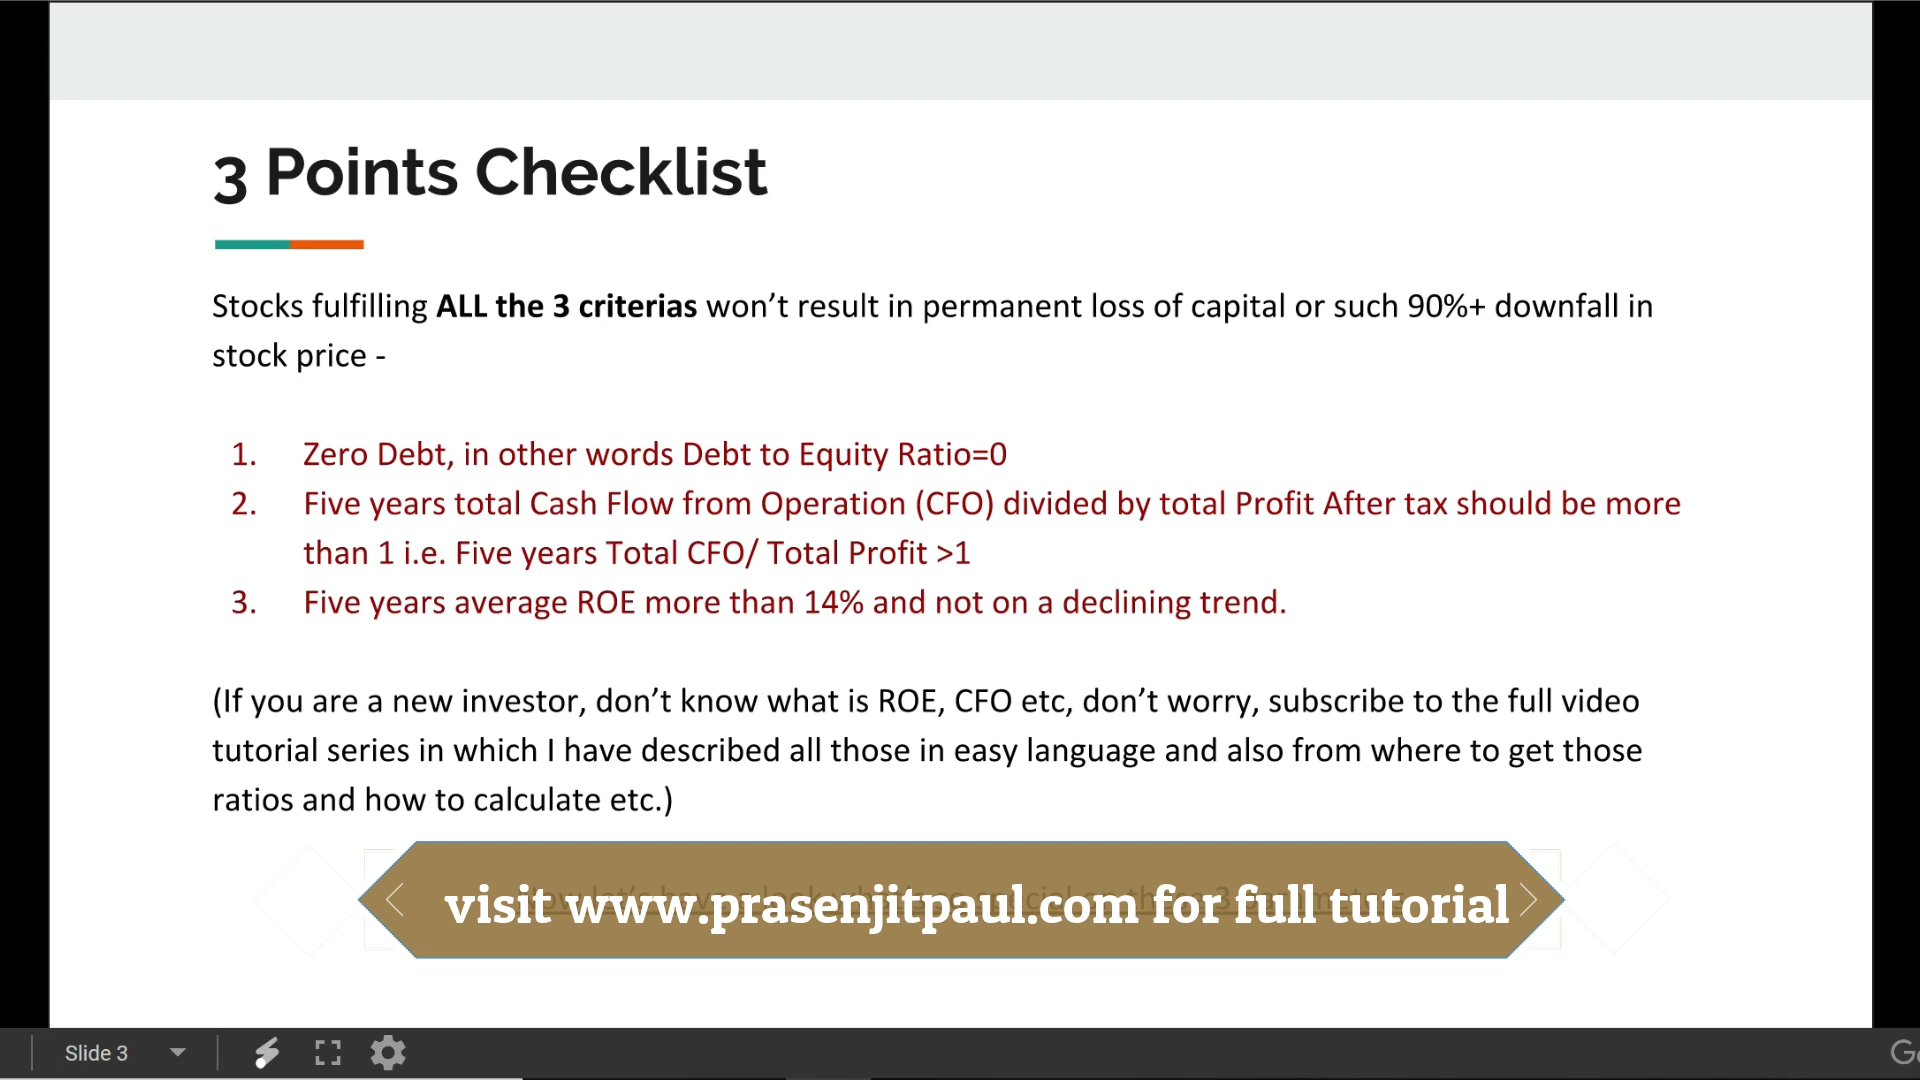 3 Points Checklist
Stocks fulfilling ALL the 3 criterias won’t result in permanent loss of capital or such 90%+ downfall in
stock price -
1. Zero Debt, in other words Debt to Equity Ratio=0
2. Five years total Cash Flow from Operation (CFO) divided by total Profit After tax should be more
than 1 i.e. Five years Total CFO/ Total Profit >1
3. Five years average ROE more than 14% and not on a declining trend.
(If you are a new investor, don’t know what is ROE, CFO etc, don’t worry, subscribe to the full video
tutorial series in which I have described all those in easy language and also from where to get those
ratios and how to calculate etc.)
visit www.prasenjitpaul.com for full tutorial
Slide 3